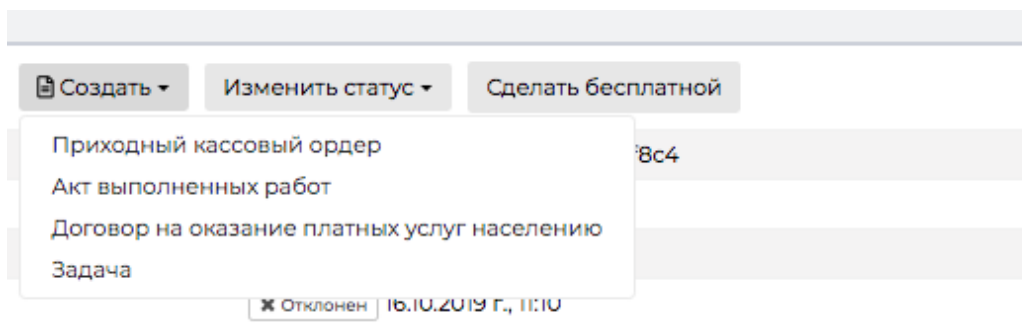 Создать Изменить статус Сделать бесплатной
Приходный кассовый ордер
f8c4
Акт выполненных работ
Договор на оказание платных услуг населению
Задача
Отклонен 16.10.2019 г., 11:10